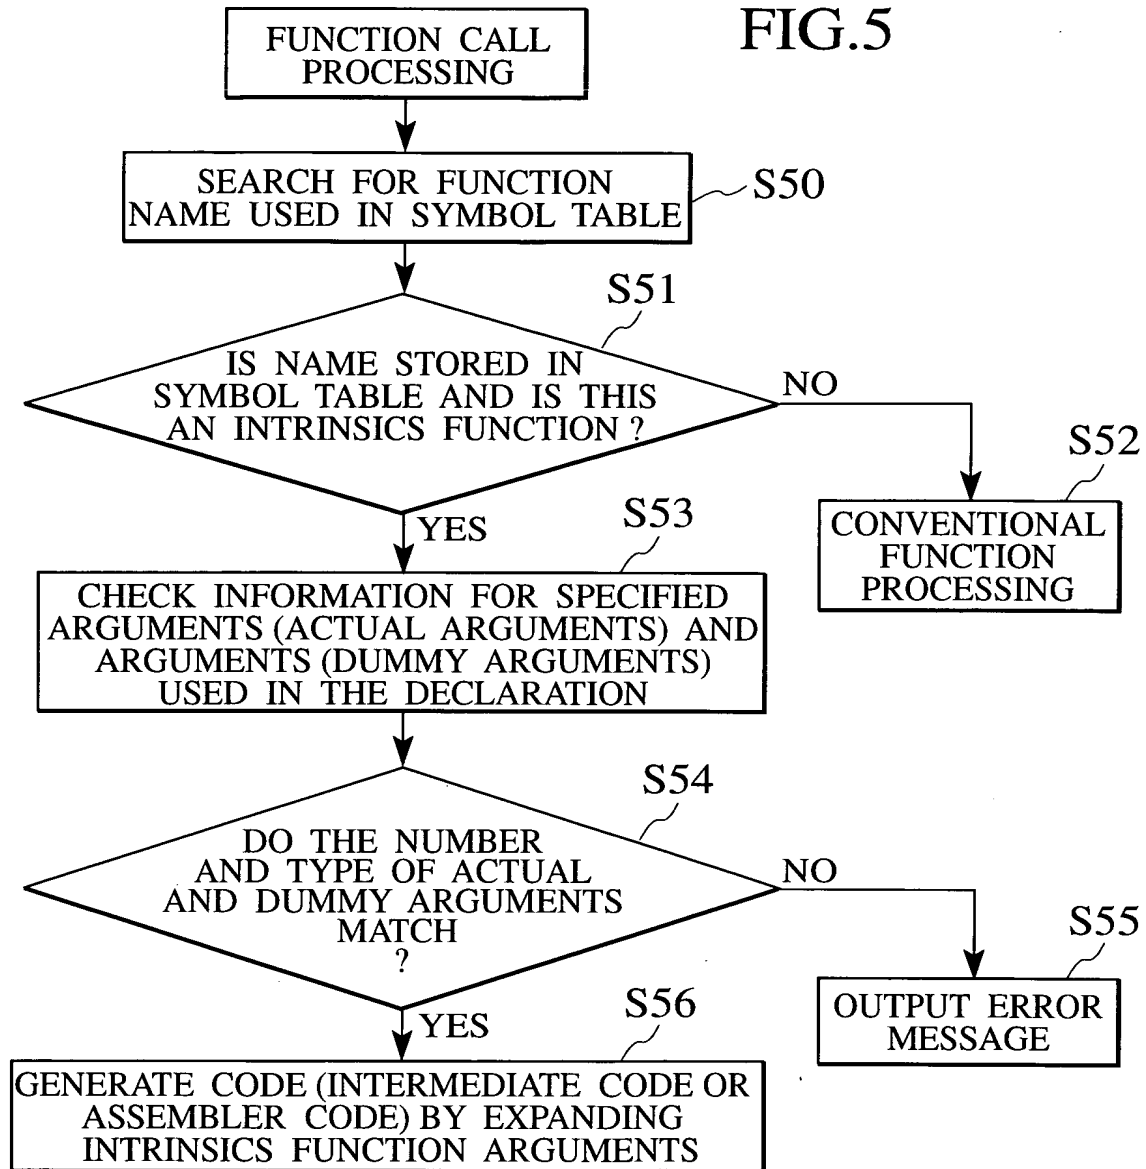 FIG.5
FUNCTION CALL
PROCESSING
SEARCH FOR FUNCTION
NAME USED IN SYMBOL TABLE
S50
S51
IS NAME STORED IN
SYMBOL TABLE AND IS THIS
AN INTRINSICS FUNCTION ?
NO
S52
CONVENTIONAL
FUNCTION
PROCESSING
YES
S53
CHECK INFORMATION FOR SPECIFIED
ARGUMENTS (ACTUAL ARGUMENTS) AND
ARGUMENTS (DUMMY ARGUMENTS)
USED IN THE DECLARATION
S54
DO THE NUMBER
AND TYPE OF ACTUAL
AND DUMMY ARGUMENTS
MATCH
?
NO
S55
OUTPUT ERROR
MESSAGE
YES
S56
GENERATE CODE (INTERMEDIATE CODE OR
ASSEMBLER CODE) BY EXPANDING
INTRINSICS FUNCTION ARGUMENTS